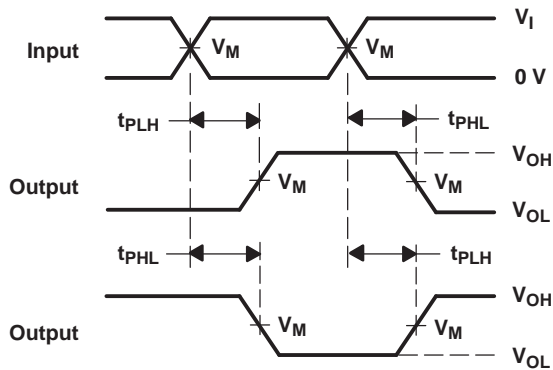 V_I
Input V_M V_M
0 V
t_PLH t_PHL
V_OH
Output V_M V_M
V_OL
t_PHL t_PLH
V_OH
Output V_M V_M
V_OL